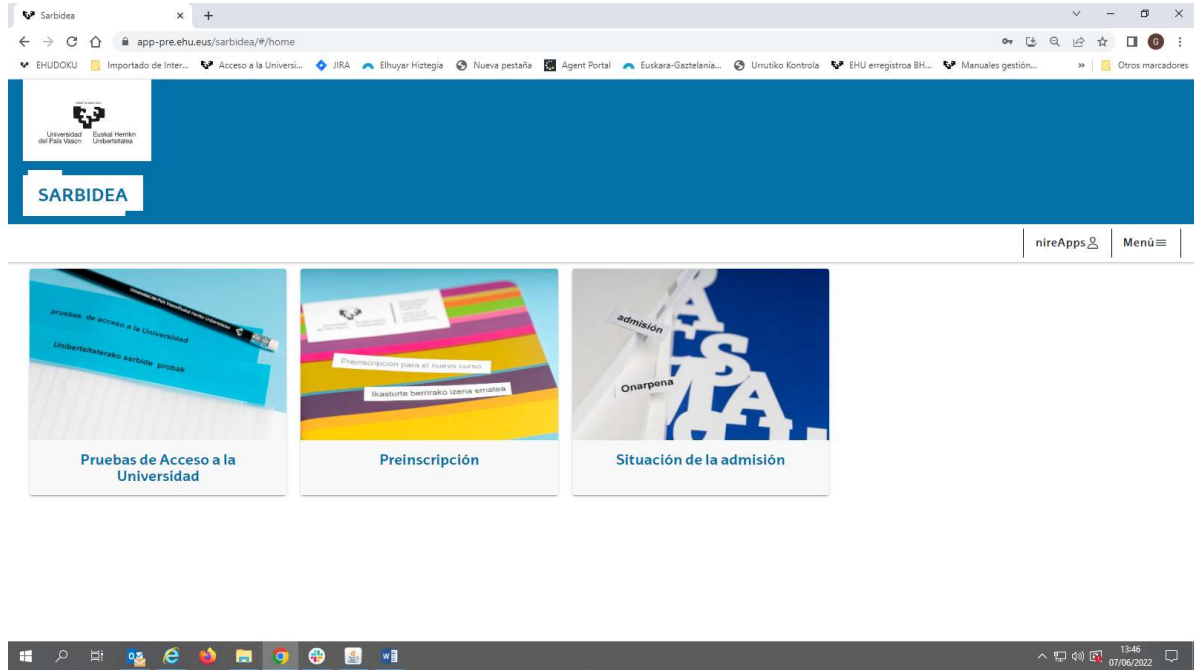 Sarbidea
app-pre.ehu.eus/sarbidea/#/home
G
EHUDOKU Importado de Inter... Acceso a la Universi... JIRA Elhuyar Hiztegia Nueva pestaña Agent Portal Euskara-Gaztelania... Urrutiko Kontrola EHU erregistroa BH... Manuales gestión... » Otros marcadores
Universidad Euskal Herriko
del País Vasco Unibertsitatea
SARBIDEA
nireApps Menú
pruebas de acceso a la Universidad
Unibertsitaterako sarbide probak
Preinscripción para el nuevo curso
Ikasturte berrirako izena ematea
admisión
Onarpena
Pruebas de Acceso a la
Universidad
Preinscripción
Situación de la admisión
13:46
07/06/2022